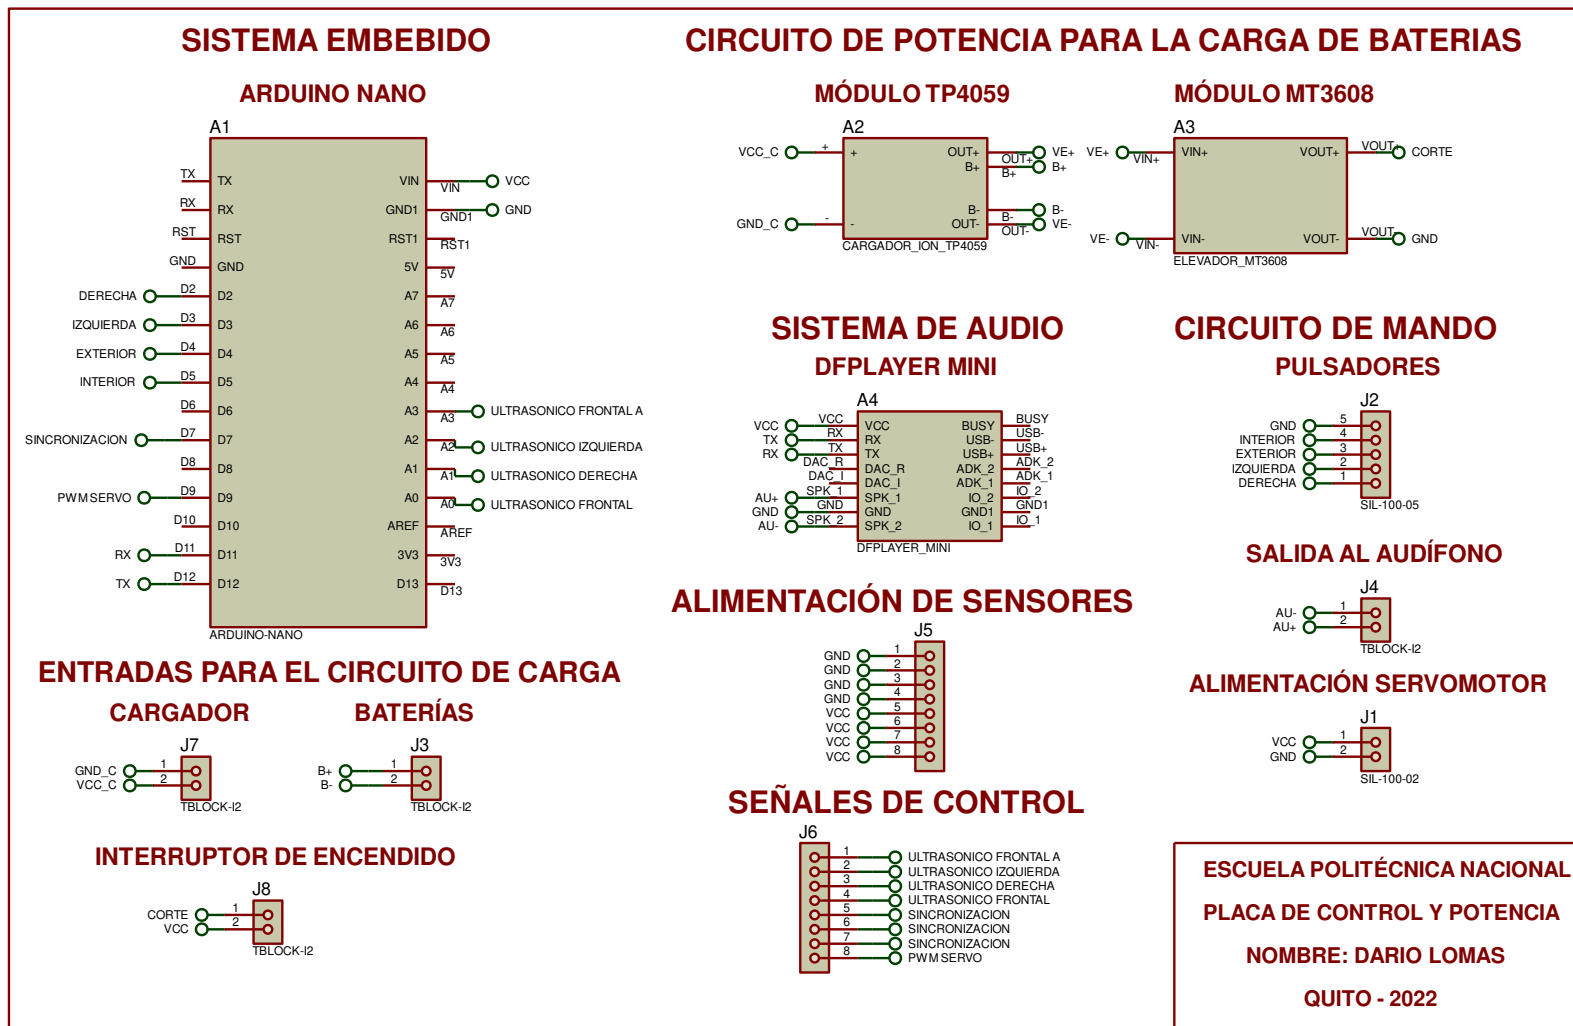 SISTEMA EMBEBIDO
ARDUINO NANO
A1
TX TX VIN VIN VCC
RX RX GND1 GND1 GND
RST RST RST1 RST1
GND GND 5V 5V
DERECHA D2 D2 A7 A7
IZQUIERDA D3 D3 A6 A6
EXTERIOR D4 D4 A5 A5
INTERIOR D5 D5 A4 A4
D6 D6 A3 A3 ULTRASONICO FRONTAL A
SINCRONIZACION D7 D7 A2 A2 ULTRASONICO IZQUIERDA
D8 D8 A1 A1 ULTRASONICO DERECHA
PWM SERVO D9 D9 A0 A0 ULTRASONICO FRONTAL
D10 D10 AREF AREF
RX D11 D11 3V3 3V3
TX D12 D12 D13 D13
ARDUINO-NANO
CIRCUITO DE POTENCIA PARA LA CARGA DE BATERIAS
MÓDULO TP4059
A2
VCC_C + + OUT+ OUT+ VE+
B+ B+ B+
B- B- B-
GND_C - - OUT- OUT- VE-
CARGADOR_ION_TP4059
MÓDULO MT3608
A3
VE+ VIN+ VIN+ VOUT+ VOUT+ CORTE
VE- VIN- VIN- VOUT- VOUT- GND
ELEVADOR_MT3608
SISTEMA DE AUDIO
DFPLAYER MINI
A4
VCC VCC VCC BUSY BUSY
TX RX RX USB- USB-
RX TX TX USB+ USB+
DAC_R DAC_R ADK_2 ADK_2
DAC_I DAC_I ADK_1 ADK_1
AU+ SPK_1 SPK_1 IO_2 IO_2
GND GND GND GND1 GND1
AU- SPK_2 SPK_2 IO_1 IO_1
DFPLAYER_MINI
CIRCUITO DE MANDO
PULSADORES
J2
GND 5
INTERIOR 4
EXTERIOR 3
IZQUIERDA 2
DERECHA 1
SIL-100-05
SALIDA AL AUDÍFONO
J4
AU- 1
AU+ 2
TBLOCK-I2
ALIMENTACIÓN DE SENSORES
J5
GND 1
GND 2
GND 3
GND 4
VCC 5
VCC 6
VCC 7
VCC 8
ALIMENTACIÓN SERVOMOTOR
J1
VCC 1
GND 2
SIL-100-02
ENTRADAS PARA EL CIRCUITO DE CARGA
CARGADOR
J7
GND_C 1
VCC_C 2
TBLOCK-I2
BATERÍAS
J3
B+ 1
B- 2
TBLOCK-I2
INTERRUPTOR DE ENCENDIDO
J8
CORTE 1
VCC 2
TBLOCK-I2
SEÑALES DE CONTROL
J6
1 ULTRASONICO FRONTAL A
2 ULTRASONICO IZQUIERDA
3 ULTRASONICO DERECHA
4 ULTRASONICO FRONTAL
5 SINCRONIZACION
6 SINCRONIZACION
7 SINCRONIZACION
8 PWM SERVO
ESCUELA POLITÉCNICA NACIONAL
PLACA DE CONTROL Y POTENCIA
NOMBRE: DARIO LOMAS
QUITO - 2022